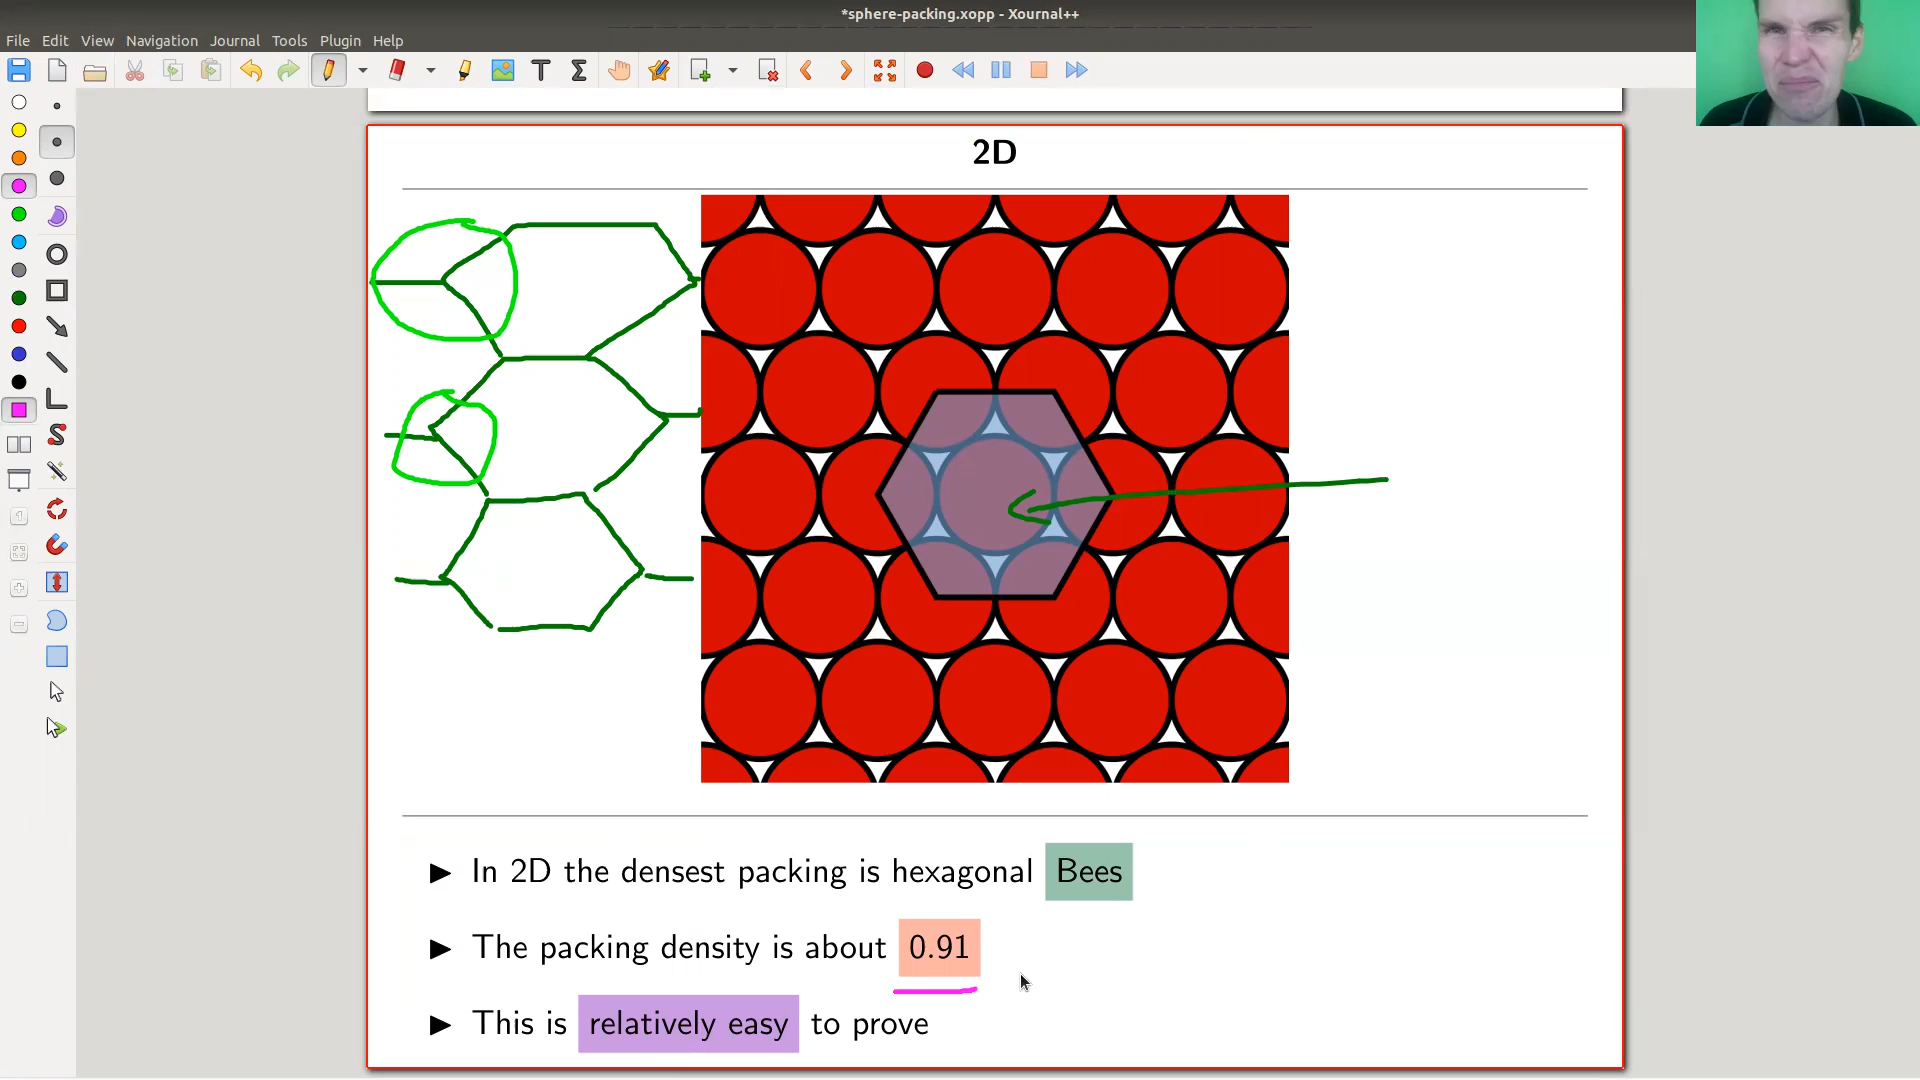 *sphere-packing.xopp - Xournal++
File Edit View Navigation Journal Tools Plugin Help
2D
▶ In 2D the densest packing is hexagonal Bees
▶ The packing density is about 0.91
▶ This is relatively easy to prove